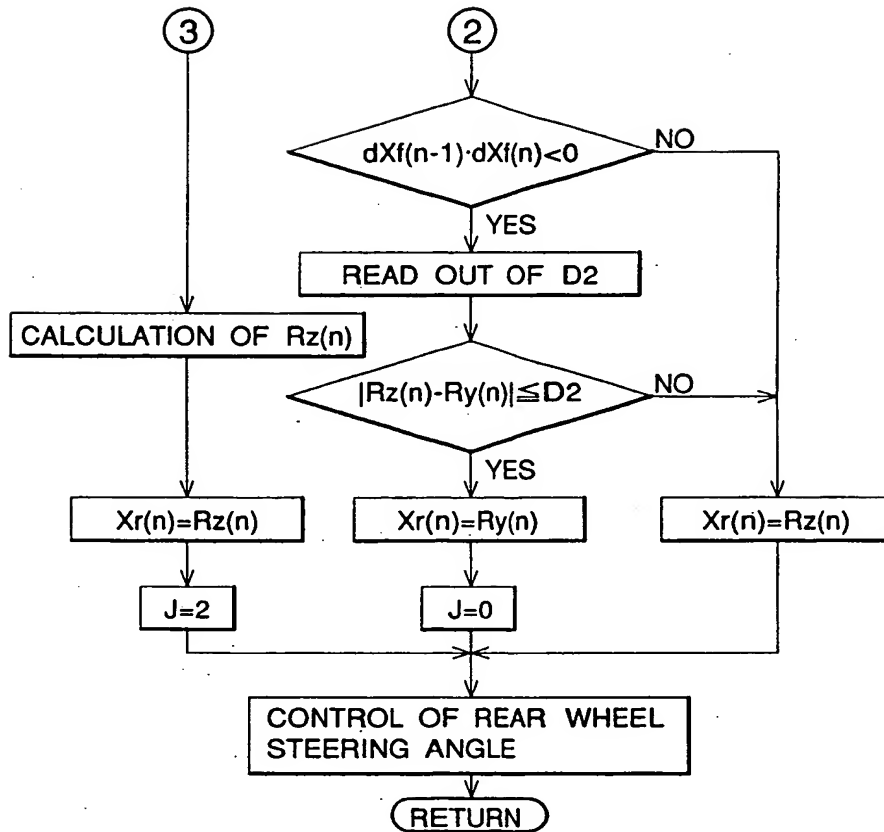 3
2
dXf(n-1)·dXf(n)<0
NO
YES
READ OUT OF D2
CALCULATION OF Rz(n)
|Rz(n)-Ry(n)|≦D2
NO
YES
Xr(n)=Rz(n)
Xr(n)=Ry(n)
Xr(n)=Rz(n)
J=2
J=0
CONTROL OF REAR WHEEL
STEERING ANGLE
RETURN